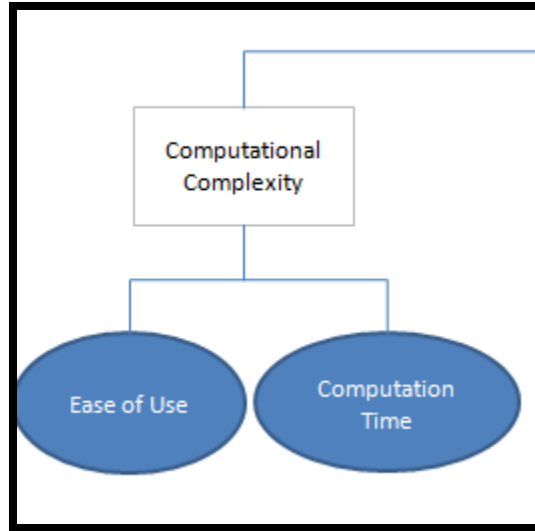 Computational
Complexity
Ease of Use
Computation
Time